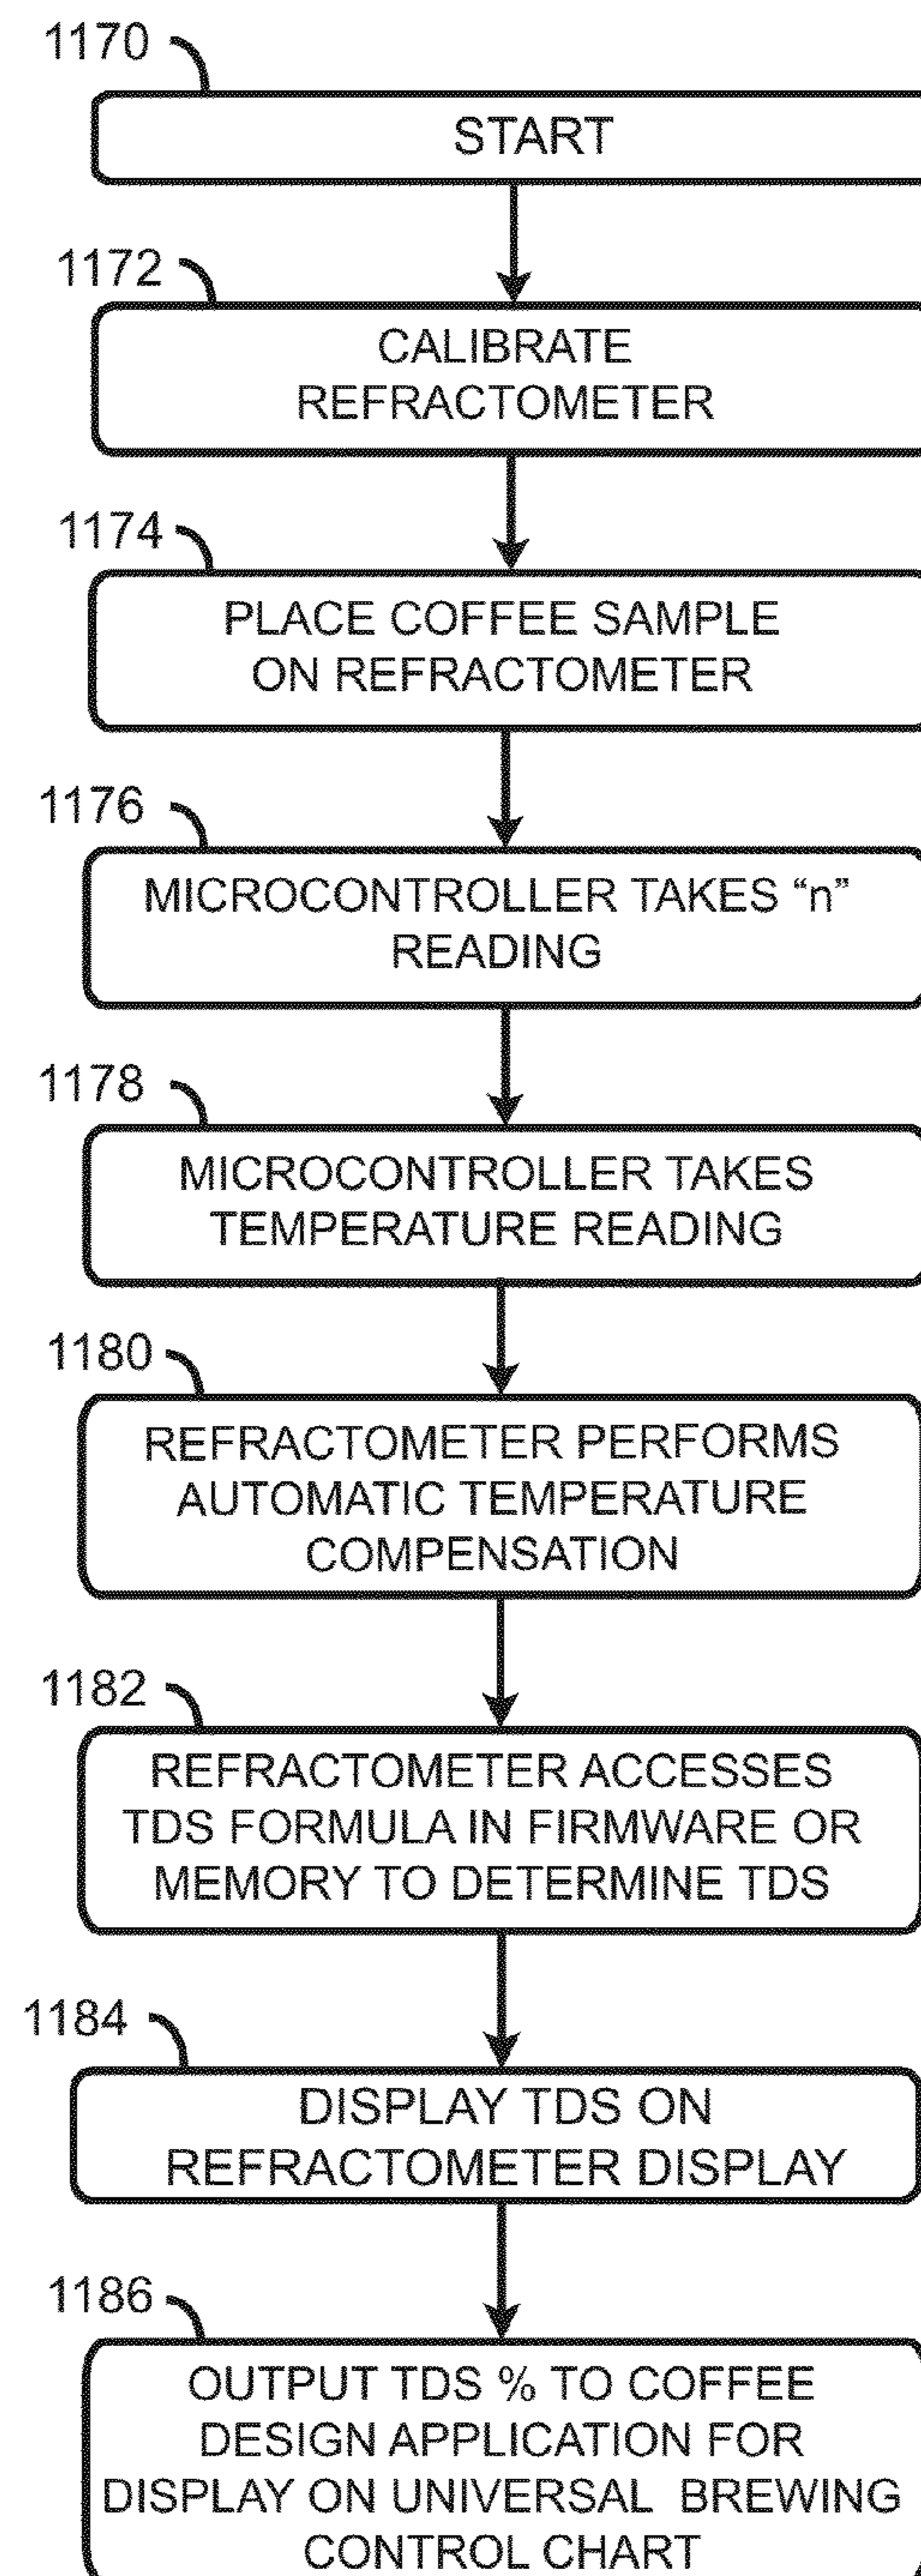 1170
START
1172
CALIBRATE
REFRACTOMETER
1174
PLACE COFFEE SAMPLE
ON REFRACTOMETER
1176
MICROCONTROLLER TAKES “n”
READING
1178
MICROCONTROLLER TAKES
TEMPERATURE READING
1180
REFRACTOMETER PERFORMS
AUTOMATIC TEMPERATURE
COMPENSATION
1182
REFRACTOMETER ACCESSES
TDS FORMULA IN FIRMWARE OR
MEMORY TO DETERMINE TDS
1184
DISPLAY TDS ON
REFRACTOMETER DISPLAY
1186
OUTPUT TDS % TO COFFEE
DESIGN APPLICATION FOR
DISPLAY ON UNIVERSAL BREWING
CONTROL CHART